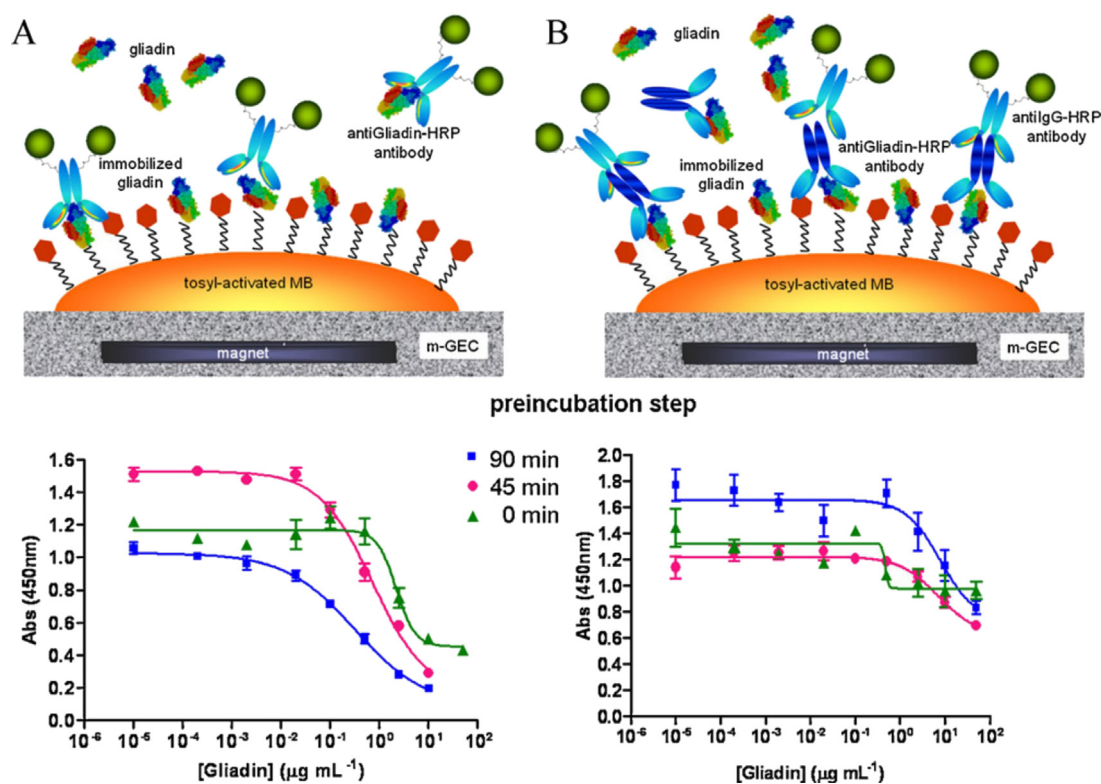 A
gliadin
antiGliadin-HRP
antibody
immobilized
gliadin
tosyl-activated MB
magnet
m-GEC
B
gliadin
antiIgG-HRP
antibody
antiGliadin-HRP
antibody
immobilized
gliadin
tosyl-activated MB
magnet
m-GEC
preincubation step
90 min
45 min
0 min
Abs (450nm)
1.6
1.4
1.2
1.0
0.8
0.6
0.4
0.2
0.0
10⁻⁶ 10⁻⁵ 10⁻⁴ 10⁻³ 10⁻² 10⁻¹ 10⁰ 10¹ 10²
[Gliadin] (µg mL⁻¹)
Abs (450nm)
2.0
1.8
1.6
1.4
1.2
1.0
0.8
0.6
0.4
0.2
0.0
10⁻⁶ 10⁻⁵ 10⁻⁴ 10⁻³ 10⁻² 10⁻¹ 10⁰ 10¹ 10²
[Gliadin] (µg mL⁻¹)